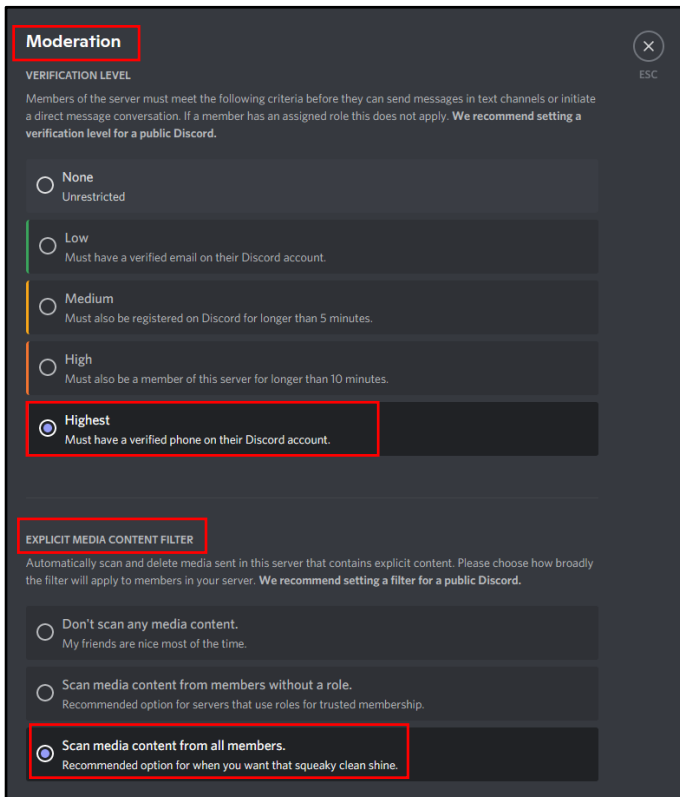 Moderation
ESC
VERIFICATION LEVEL
Members of the server must meet the following criteria before they can send messages in text channels or initiate
a direct message conversation. If a member has an assigned role this does not apply. We recommend setting a
verification level for a public Discord.
None
Unrestricted
Low
Must have a verified email on their Discord account.
Medium
Must also be registered on Discord for longer than 5 minutes.
High
Must also be a member of this server for longer than 10 minutes.
Highest
Must have a verified phone on their Discord account.
EXPLICIT MEDIA CONTENT FILTER
Automatically scan and delete media sent in this server that contains explicit content. Please choose how broadly
the filter will apply to members in your server. We recommend setting a filter for a public Discord.
Don't scan any media content.
My friends are nice most of the time.
Scan media content from members without a role.
Recommended option for servers that use roles for trusted membership.
Scan media content from all members.
Recommended option for when you want that squeaky clean shine.